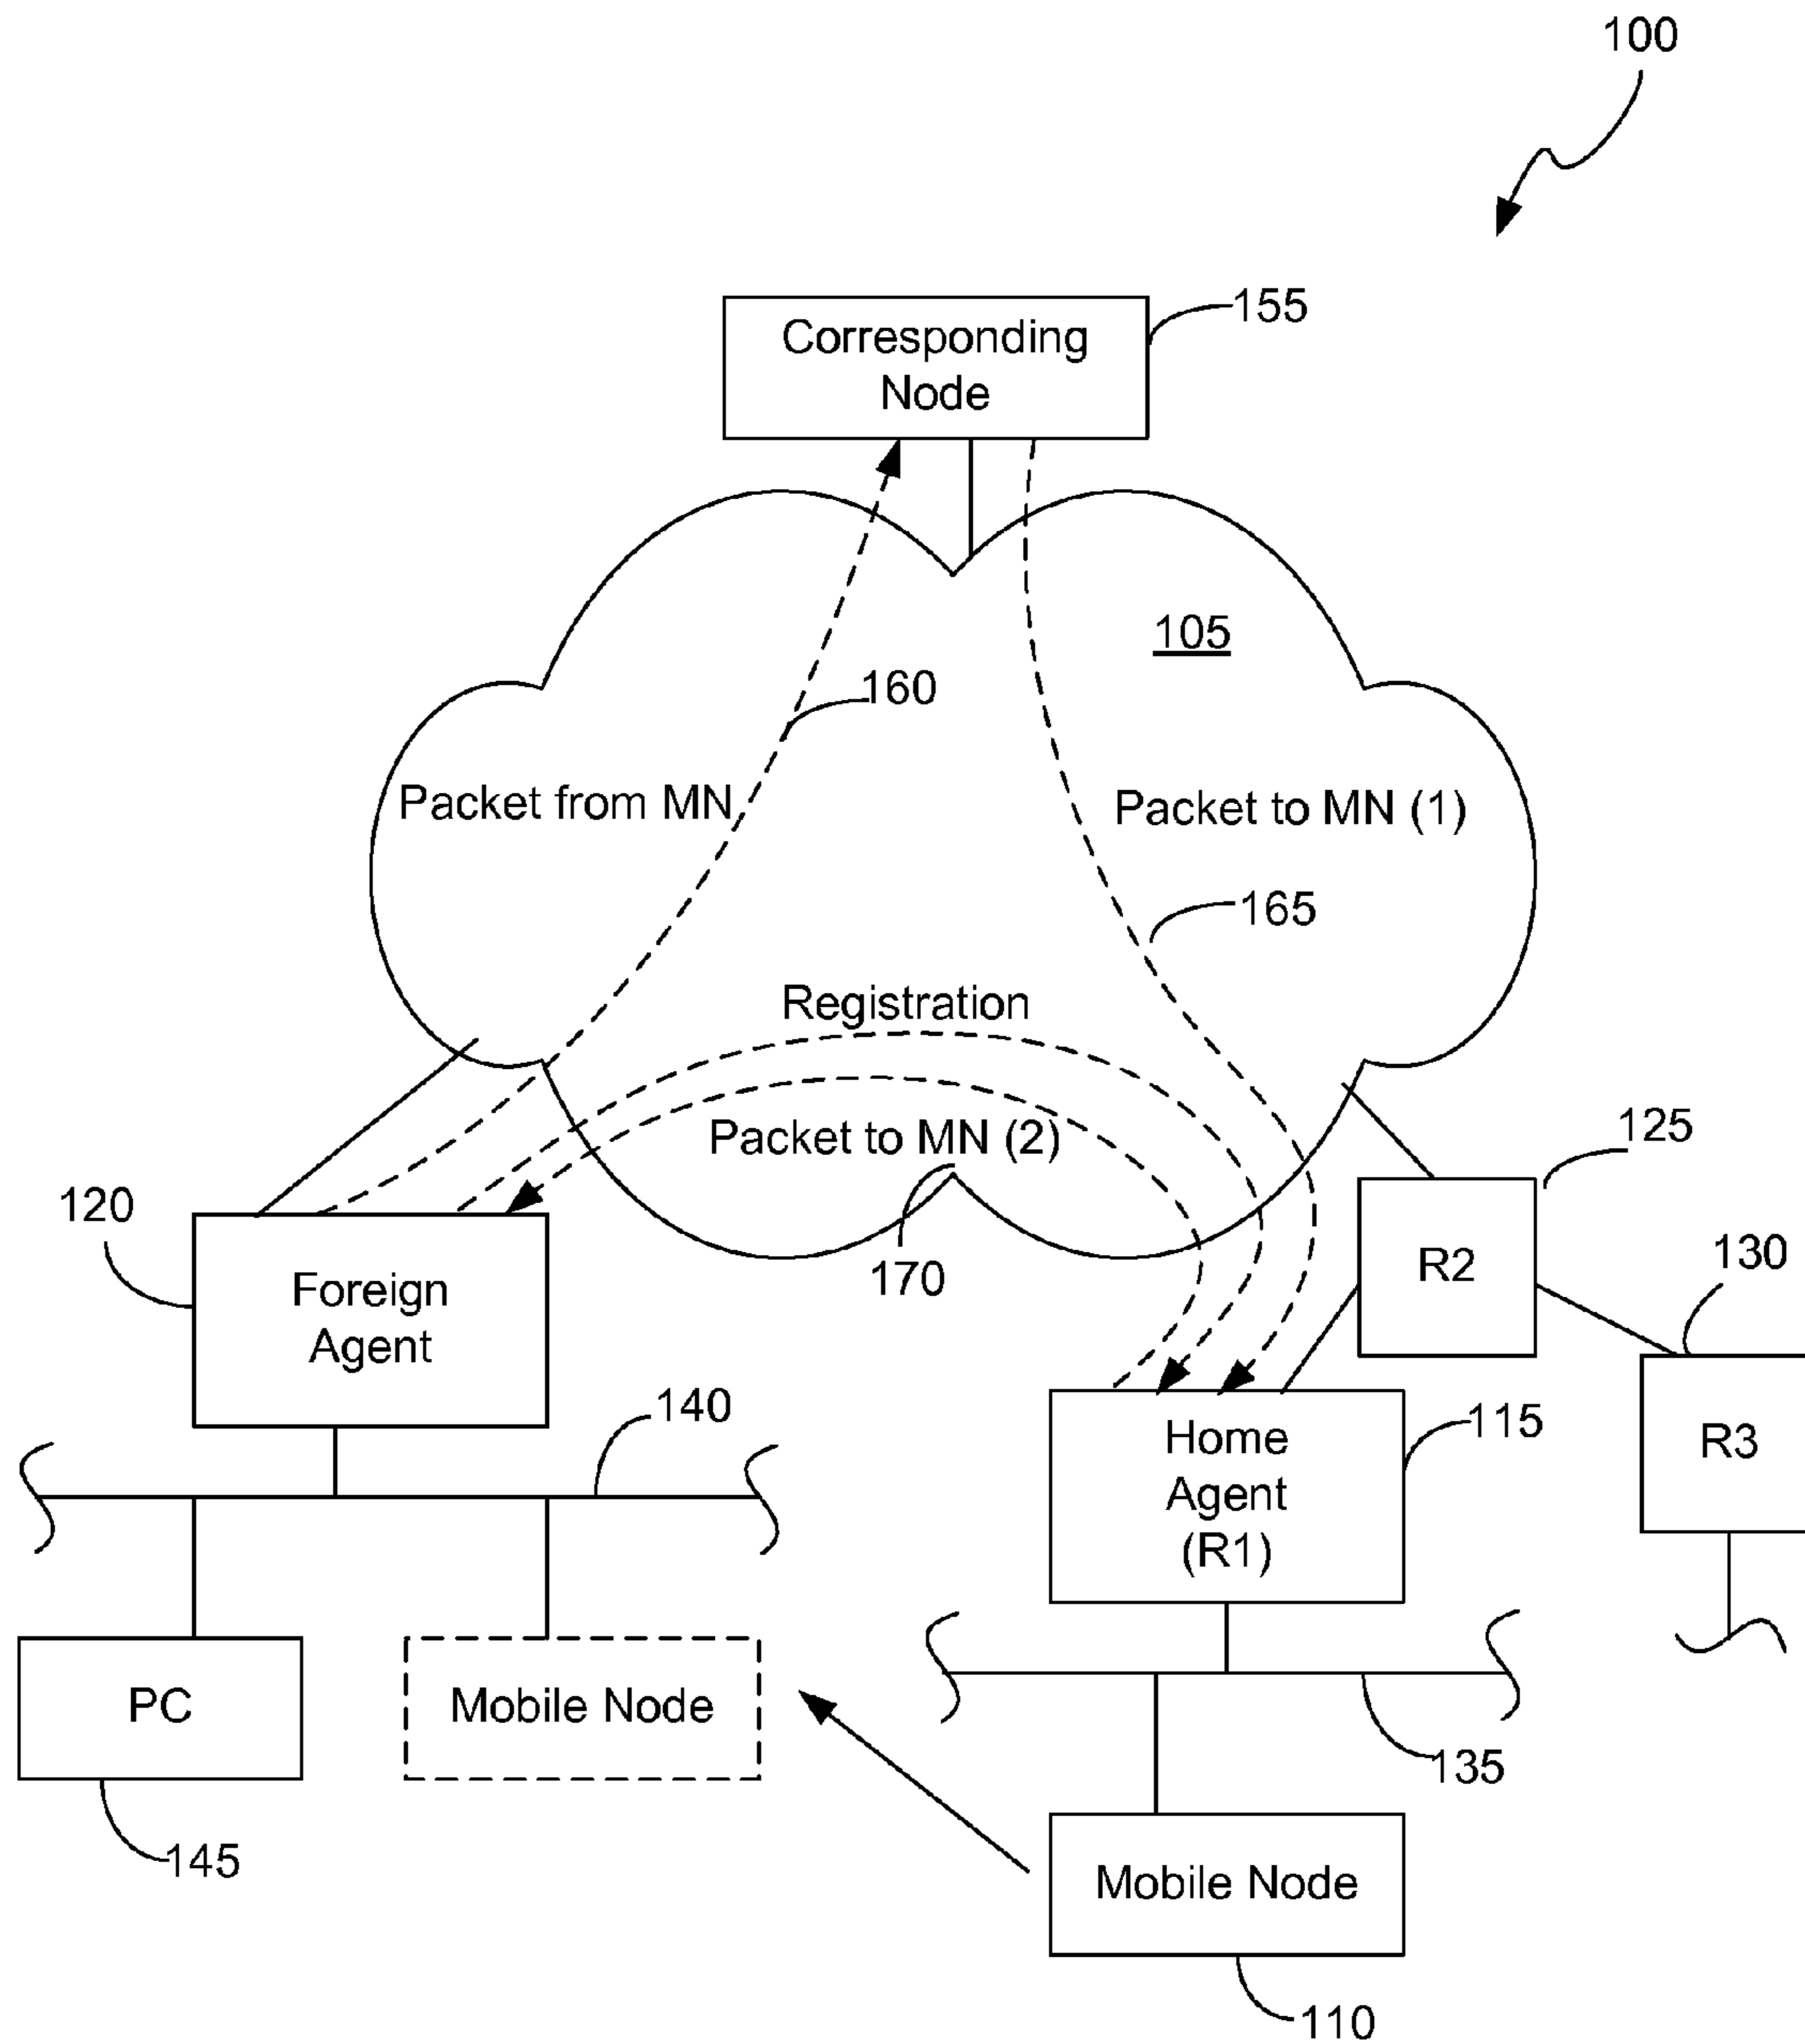 100
Corresponding
Node
155
105
160
Packet from MN
Packet to MN (1)
165
Registration
Packet to MN (2)
125
120
170
R2
130
Foreign
Agent
140
Home
Agent
(R1)
115
R3
PC
Mobile Node
135
145
Mobile Node
110